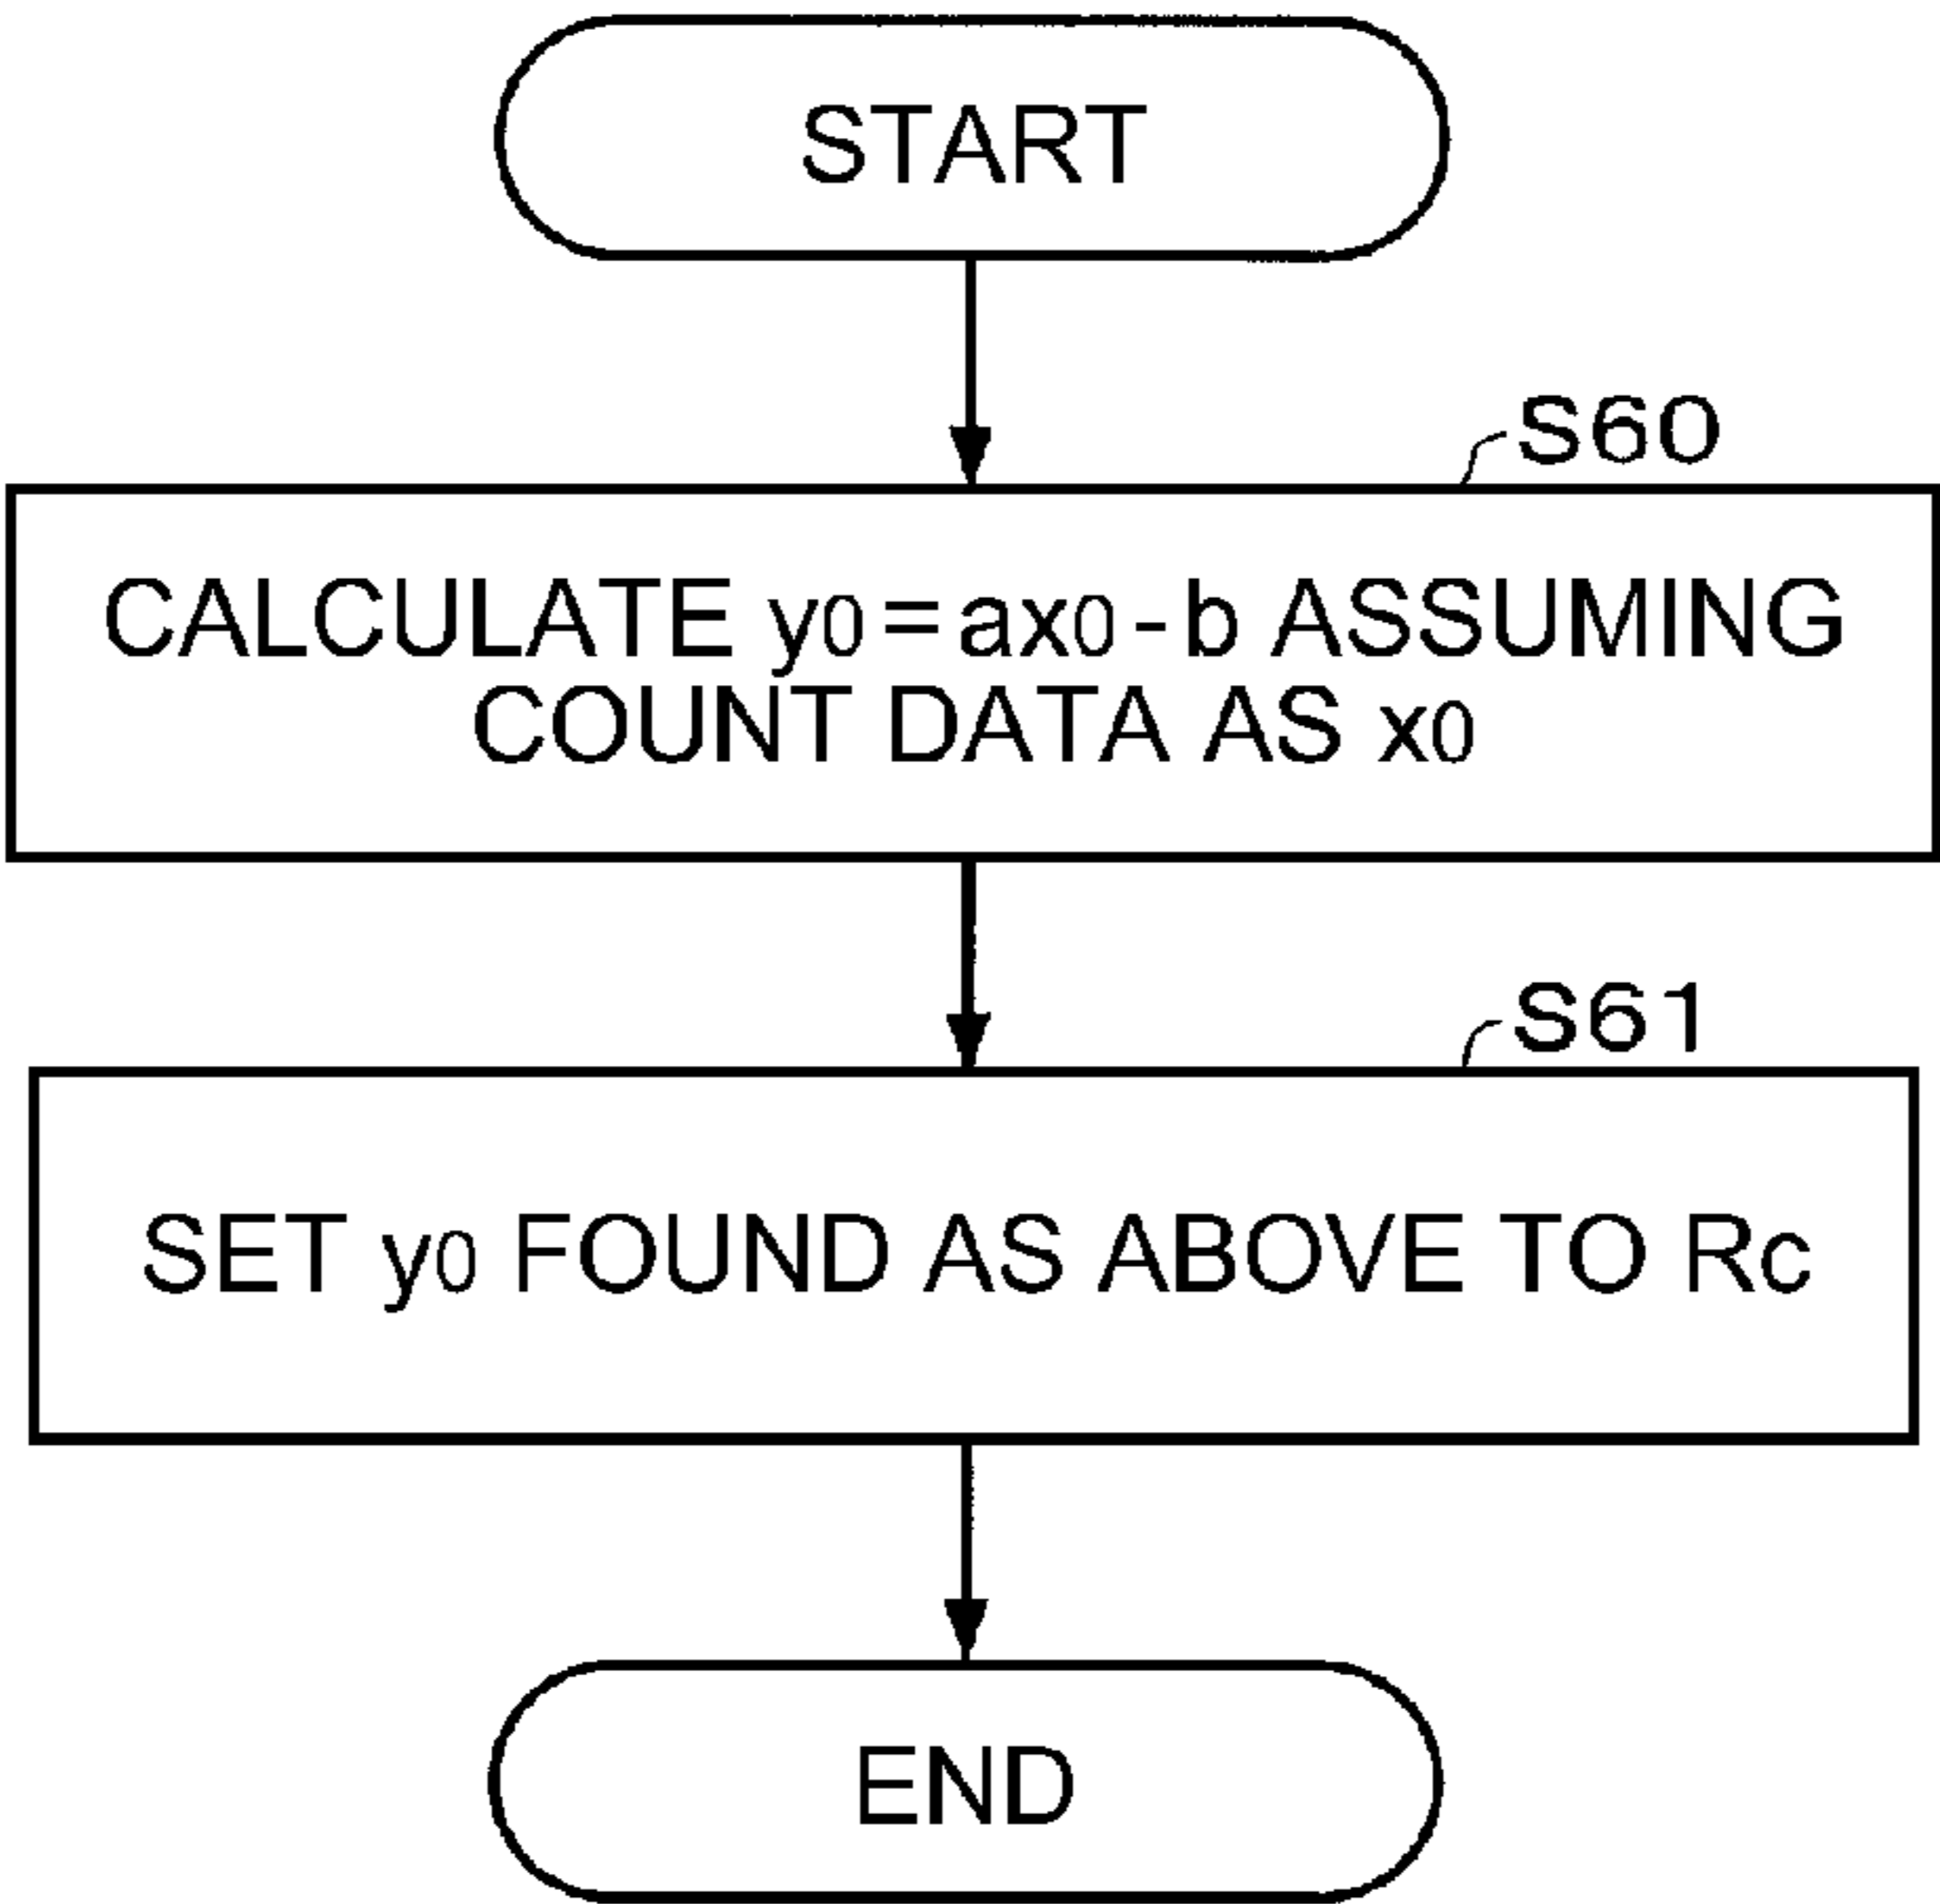 START
S60
CALCULATE y0 = ax0 - b ASSUMING
COUNT DATA AS x0
S61
SET y0 FOUND AS ABOVE TO Rc
END